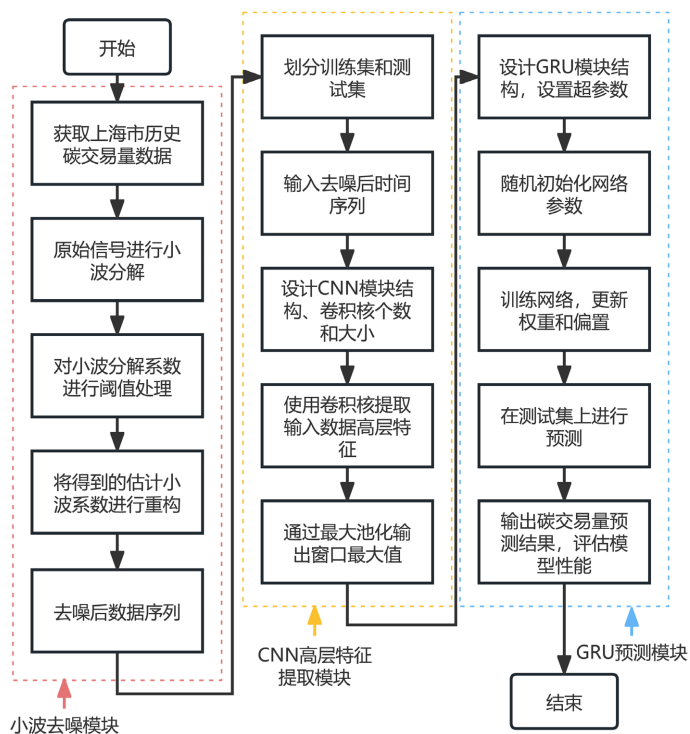 开始
获取上海市历史
碳交易量数据
原始信号进行小
波分解
对小波分解系数
进行阈值处理
将得到的估计小
波系数进行重构
去噪后数据序列
小波去噪模块
划分训练集和测
试集
输入去噪后时间
序列
设计CNN模块结
构、卷积核个数
和大小
使用卷积核提取
输入数据高层特
征
通过最大池化输
出窗口最大值
CNN高层特征
提取模块
设计GRU模块结
构，设置超参数
随机初始化网络
参数
训练网络，更新
权重和偏置
在测试集上进行
预测
输出碳交易量预
测结果，评估模
型性能
GRU预测模块
结束